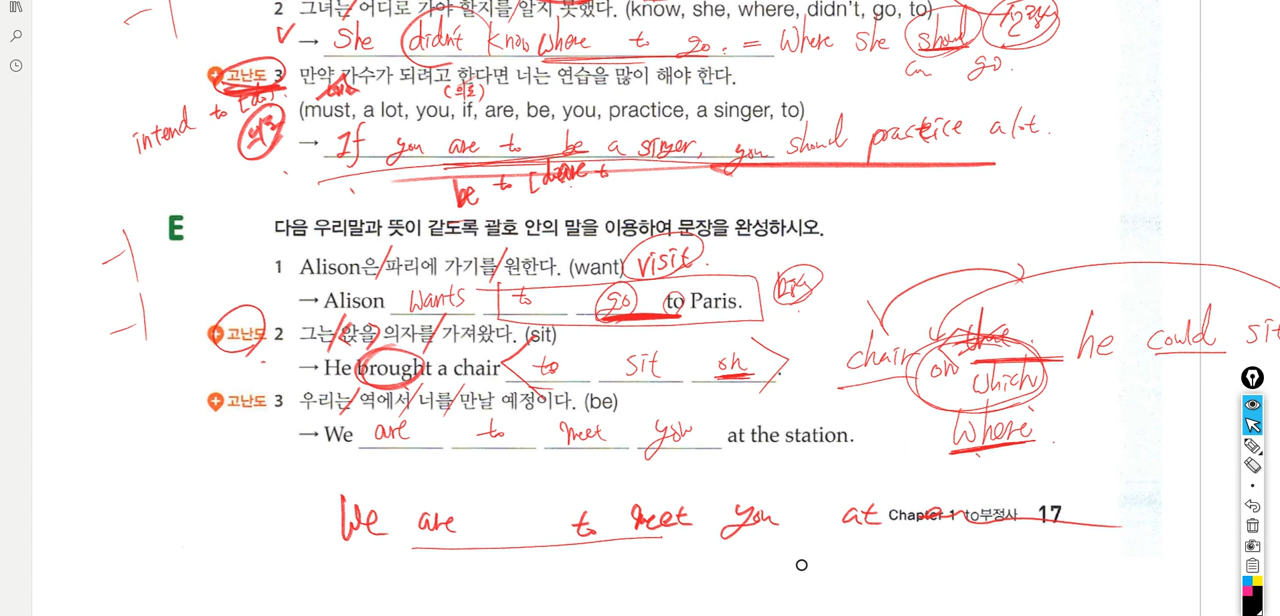 2 그녀는 어디로 가야 할지를 알지 못했다. (know, she, where, didn't, go, to)
→ She didn't know where to go. = Where she should go.
can
고난도 3 만약 가수가 되려고 한다면 너는 연습을 많이 해야 한다.
(의도)
intend to
(must, a lot, you, if, are, be, you, practice, a singer, to)
→ If you are to be a singer, you should practice a lot.
be to
E 다음 우리말과 뜻이 같도록 괄호 안의 말을 이용하여 문장을 완성하시오.
1 Alison은 파리에 가기를 원한다. (want) visit
→ Alison wants to go to Paris.
고난도 2 그는 앉을 의자를 가져왔다. (sit)
→ He brought a chair to sit on.
chair on which he could sit
where
고난도 3 우리는 역에서 너를 만날 예정이다. (be)
→ We are to meet you at the station.
We are to meet you at
Chapter 1 to부정사 17